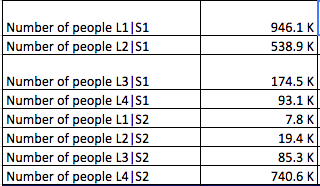 Number of people L1|S1 946.1 K
Number of people L2|S1 538.9 K
Number of people L3|S1 174.5 K
Number of people L4|S1 93.1 K
Number of people L1|S2 7.8 K
Number of people L2|S2 19.4 K
Number of people L3|S2 85.3 K
Number of people L4|S2 740.6 K